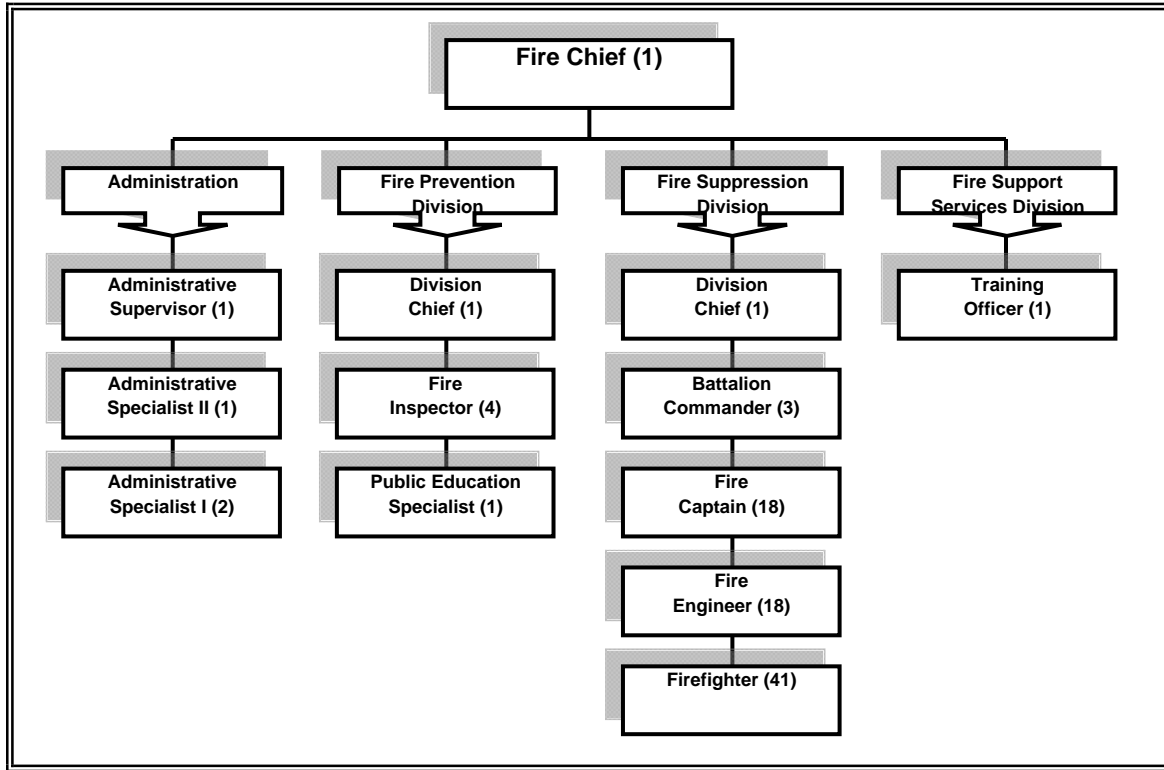 Fire Chief (1)
Administration
Fire Prevention
Division
Fire Suppression
Division
Fire Support
Services Division
Administrative
Supervisor (1)
Division
Chief (1)
Division
Chief (1)
Training
Officer (1)
Administrative
Specialist II (1)
Fire
Inspector (4)
Battalion
Commander (3)
Administrative
Specialist I (2)
Public Education
Specialist (1)
Fire
Captain (18)
Fire
Engineer (18)
Firefighter (41)